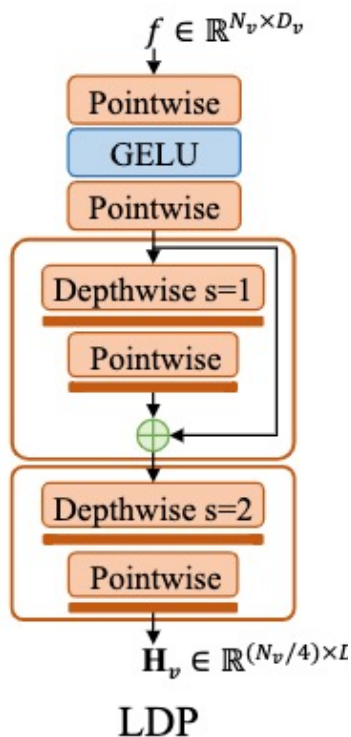 f ∈ ℝ^{N_v×D_v}
Pointwise
GELU
Pointwise
Depthwise s=1
Pointwise
Depthwise s=2
Pointwise
H_v ∈ ℝ^{(N_v/4)×D
LDP